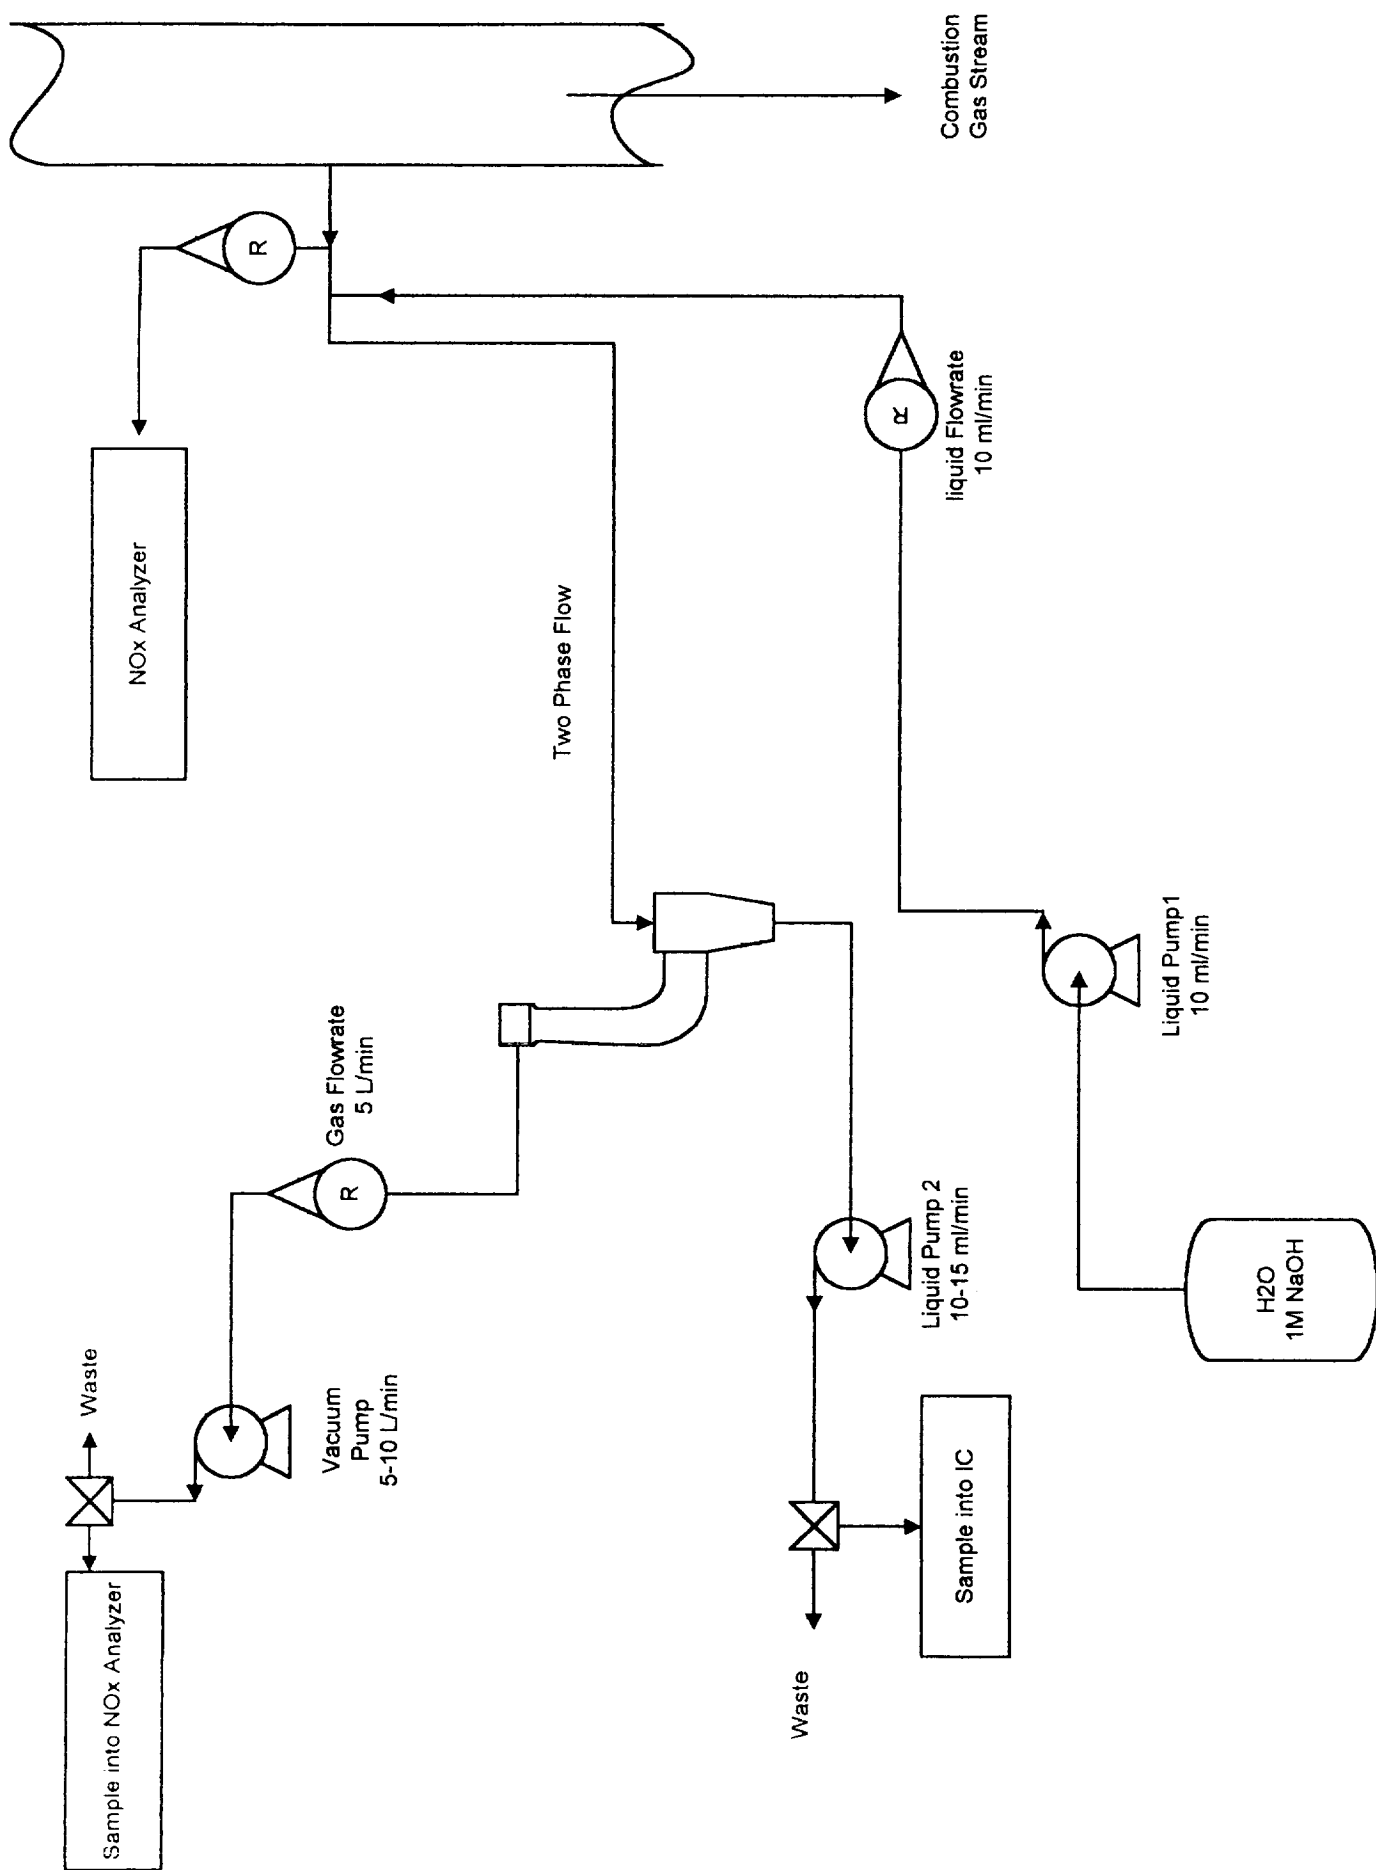 Sample into NOx Analyzer
Waste
Vacuum
Pump
5-10 L/min
Gas Flowrate
5 L/min
R
NOx Analyzer
R
Two Phase Flow
Waste
Sample into IC
Liquid Pump 2
10-15 ml/min
liquid Flowrate
10 ml/min
R
Combustion
Gas Stream
H2O
1M NaOH
Liquid Pump1
10 ml/min